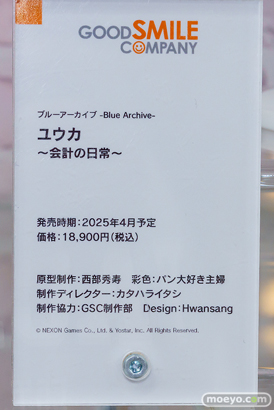 GOOD SMILE
COMPANY
ブルーアーカイブ -Blue Archive-
ユウカ
～会計の日常～
発売時期：2025年4月予定
価格：18,900円（税込）
原型制作：西部秀寿　彩色：パン大好き主婦
制作ディレクター：カタハライタシ
制作協力：GSC制作部　Design：Hwansang
© NEXON Games Co., Ltd. & Yostar, Inc. All Rights Reserved.
moeyo.com